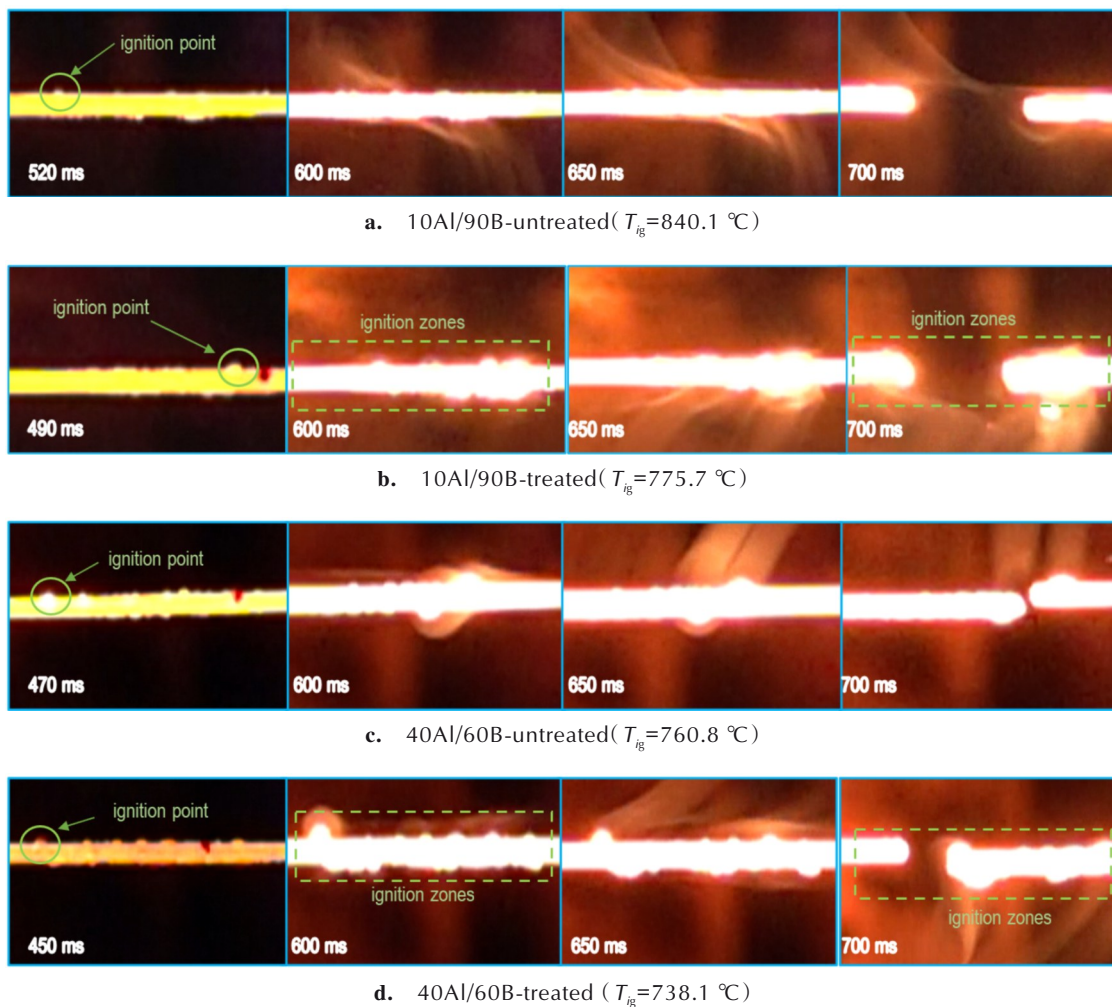 ignition point
520 ms 600 ms 650 ms 700 ms
a. 10Al/90B-untreated( Tig=840.1 ℃)
ignition point ignition zones ignition zones
490 ms 600 ms 650 ms 700 ms
b. 10Al/90B-treated( Tig=775.7 ℃)
ignition point
470 ms 600 ms 650 ms 700 ms
c. 40Al/60B-untreated( Tig=760.8 ℃)
ignition point
ignition zones ignition zones
450 ms 600 ms 650 ms 700 ms
d. 40Al/60B-treated ( Tig=738.1 ℃)